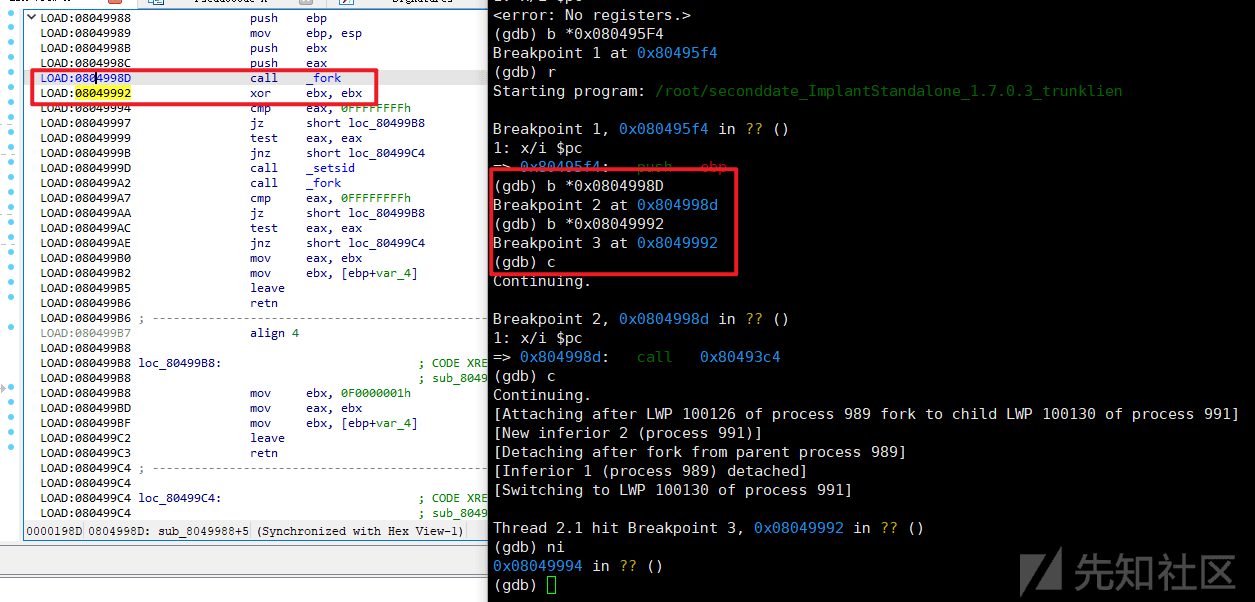 LOAD:08049988 push ebp
LOAD:08049989 mov ebp, esp
LOAD:0804998B push ebx
LOAD:0804998C push eax
LOAD:0804998D call _fork
LOAD:08049992 xor ebx, ebx
LOAD:08049994 cmp eax, 0FFFFFFFFh
LOAD:08049997 jz short loc_80499B8
LOAD:08049999 test eax, eax
LOAD:0804999B jnz short loc_80499C4
LOAD:0804999D call _setsid
LOAD:080499A2 call _fork
LOAD:080499A7 cmp eax, 0FFFFFFFFh
LOAD:080499AA jz short loc_80499B8
LOAD:080499AC test eax, eax
LOAD:080499AE jnz short loc_80499C4
LOAD:080499B0 mov eax, ebx
LOAD:080499B2 mov ebx, [ebp+var_4]
LOAD:080499B5 leave
LOAD:080499B6 retn
LOAD:080499B6 ; ---------------------------------------------
LOAD:080499B7 align 4
LOAD:080499B8
LOAD:080499B8 loc_80499B8: ; CODE XRE
LOAD:080499B8 ; sub_8049
LOAD:080499B8 mov ebx, 0F0000001h
LOAD:080499BD mov eax, ebx
LOAD:080499BF mov ebx, [ebp+var_4]
LOAD:080499C2 leave
LOAD:080499C3 retn
LOAD:080499C4 ; ---------------------------------------------
LOAD:080499C4
LOAD:080499C4 loc_80499C4: ; CODE XRE
LOAD:080499C4 ; sub_8049
0000198D 0804998D: sub_8049988+5 (Synchronized with Hex View-1)
1: x/i $pc
<error: No registers.>
(gdb) b *0x080495F4
Breakpoint 1 at 0x80495f4
(gdb) r
Starting program: /root/seconddate_ImplantStandalone_1.7.0.3_trunklien

Breakpoint 1, 0x080495f4 in ?? ()
1: x/i $pc
=> 0x80495f4: push ebp
(gdb) b *0x0804998D
Breakpoint 2 at 0x804998d
(gdb) b *0x08049992
Breakpoint 3 at 0x8049992
(gdb) c
Continuing.

Breakpoint 2, 0x0804998d in ?? ()
1: x/i $pc
=> 0x804998d: call 0x80493c4
(gdb) c
Continuing.
[Attaching after LWP 100126 of process 989 fork to child LWP 100130 of process 991]
[New inferior 2 (process 991)]
[Detaching after fork from parent process 989]
[Inferior 1 (process 989) detached]
[Switching to LWP 100130 of process 991]

Thread 2.1 hit Breakpoint 3, 0x08049992 in ?? ()
(gdb) ni
0x08049994 in ?? ()
(gdb)
先知社区